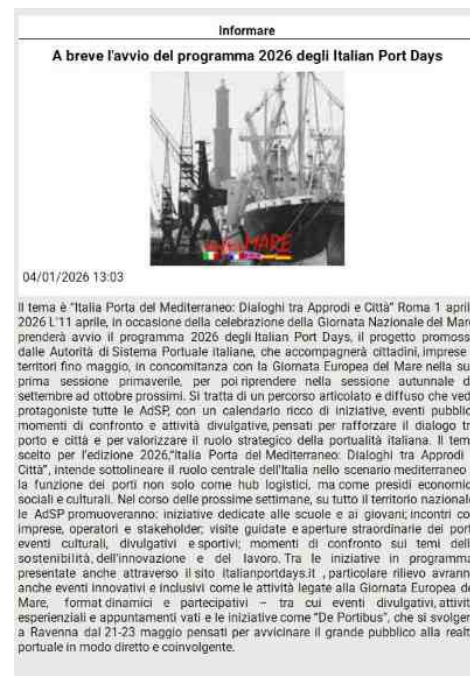 Informare
A breve l'avvio del programma 2026 degli Italian Port Days
inforMARE
04/01/2026 13:03
Il tema è "Italia Porta del Mediterraneo: Dialoghi tra Approdi e Città" Roma 1 april
2026 L'11 aprile, in occasione della celebrazione della Giornata Nazionale del Mare
prenderà avvio il programma 2026 degli Italian Port Days, il progetto promoss
dalle Autorità di Sistema Portuale italiane, che accompagnerà cittadini, imprese
territori fino maggio, in concomitanza con la Giornata Europea del Mare nella su
prima sessione primaverile, per poi riprendere nella sessione autunnale d
settembre ad ottobre prossimi. Si tratta di un percorso articolato e diffuso che ved
protagoniste tutte le AdSP, con un calendario ricco di iniziative, eventi pubblic
momenti di confronto e attività divulgative, pensati per rafforzare il dialogo tr
porto e città e per valorizzare il ruolo strategico della portualità italiana. Il tem
scelto per l'edizione 2026,"Italia Porta del Mediterraneo: Dialoghi tra Approdi
Città", intende sottolineare il ruolo centrale dell'Italia nello scenario mediterraneo
la funzione dei porti non solo come hub logistici, ma come presidi economic
sociali e culturali. Nel corso delle prossime settimane, su tutto il territorio nazional
le AdSP promuoveranno: iniziative dedicate alle scuole e ai giovani; incontri co
imprese, operatori e stakeholder; visite guidate e aperture straordinarie dei port
eventi culturali, divulgativi e sportivi; momenti di confronto sui temi dell
sostenibilità, dell'innovazione e del lavoro. Tra le iniziative in programma
presentate anche attraverso il sito italianportdays.it , particolare rilievo avrann
anche eventi innovativi e inclusivi come le attività legate alla Giornata Europea de
Mare, format dinamici e partecipativi – tra cui eventi divulgativi, attivit
esperienziali e appuntamenti vati e le iniziative come "De Portibus", che si svolger
a Ravenna dal 21-23 maggio pensati per avvicinare il grande pubblico alla realt
portuale in modo diretto e coinvolgente.